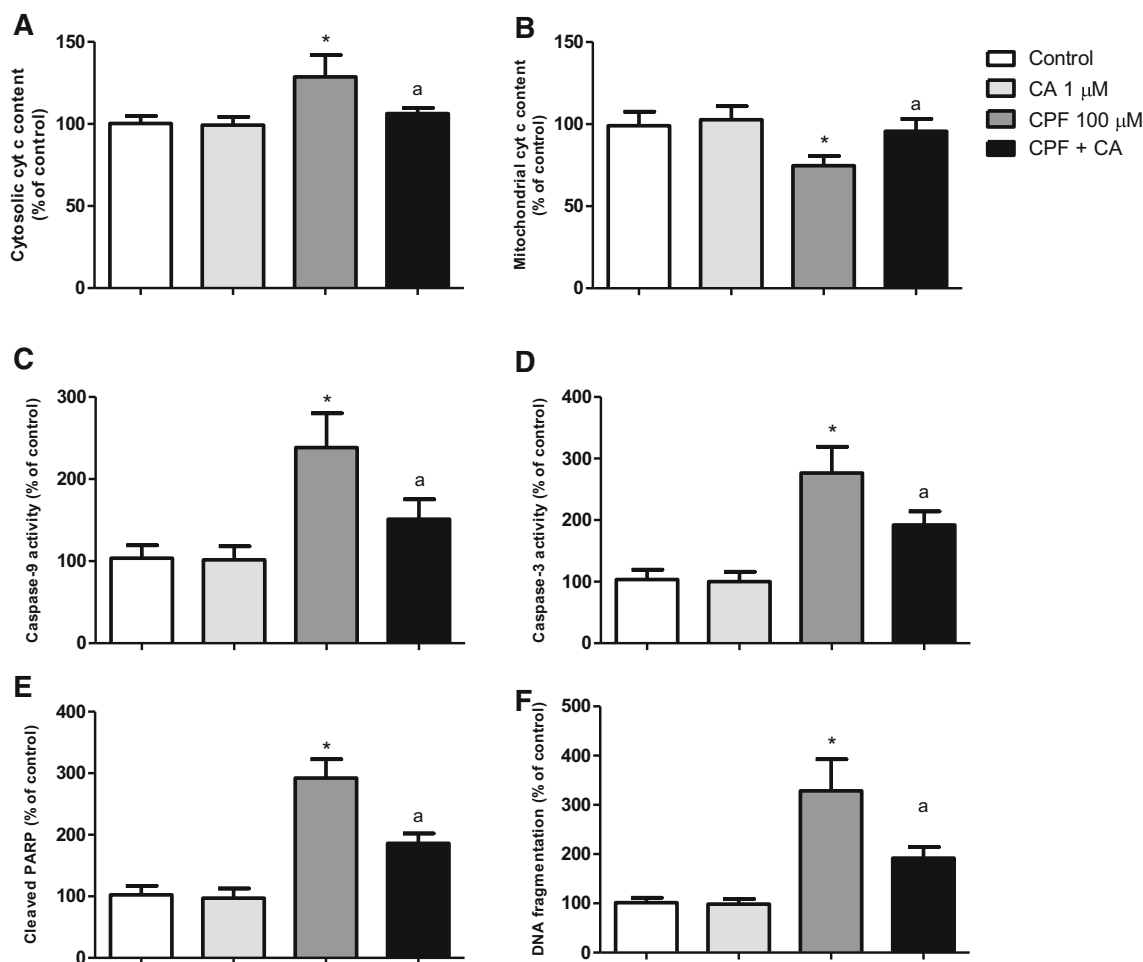 A
Cytosolic cyt c content
(% of control)
150
100
50
0
*
a
B
Mitochondrial cyt c content
(% of control)
150
100
50
0
*
a
Control
CA 1 μM
CPF 100 μM
CPF + CA
C
Caspase-9 activity (% of control)
300
200
100
0
*
a
D
Caspase-3 activity (% of control)
400
300
200
100
0
*
a
E
Cleaved PARP (% of control)
400
300
200
100
0
*
a
F
DNA fragmentation (% of control)
500
400
300
200
100
0
*
a